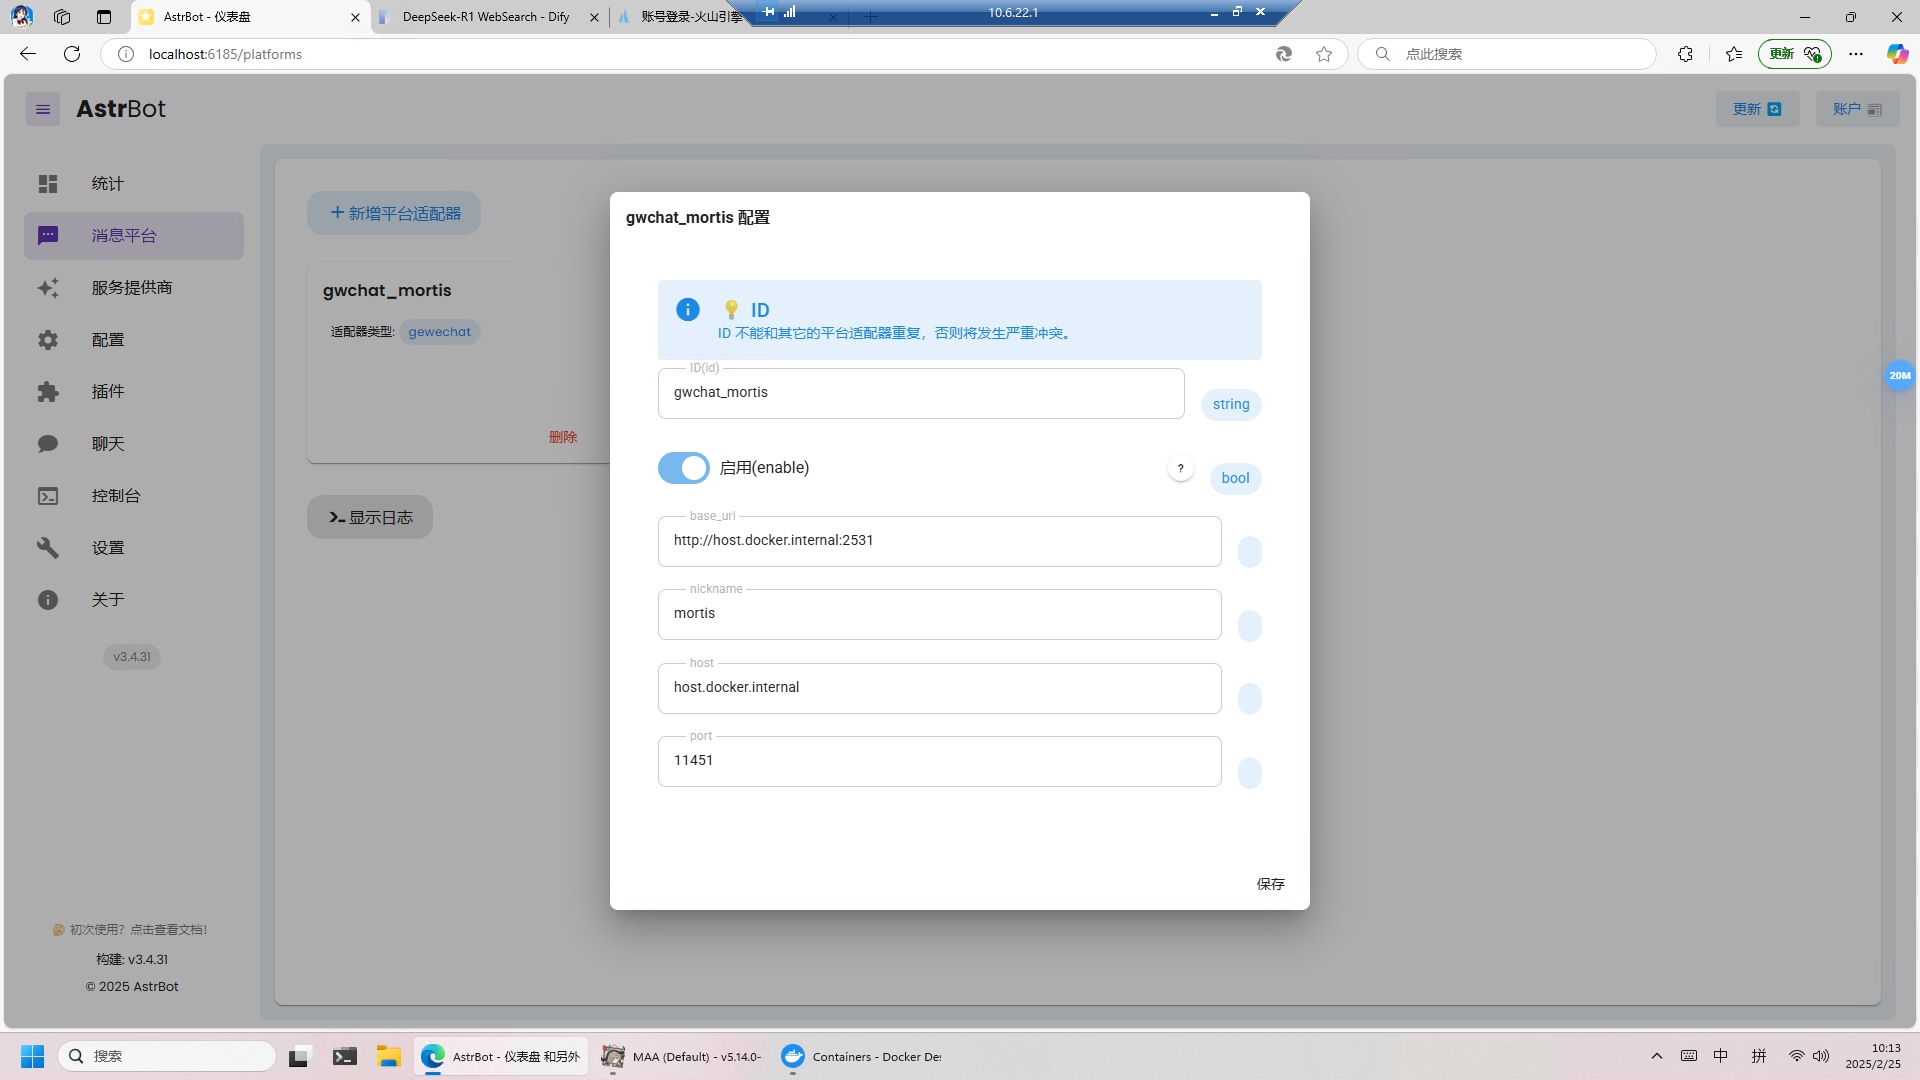 AstrBot - 仪表盘
DeepSeek-R1 WebSearch - Dify
账号登录-火山引擎
10.6.22.1
localhost:6185/platforms
点此搜索
更新
AstrBot
更新
账户
统计
消息平台
服务提供商
配置
插件
聊天
控制台
设置
关于
v3.4.31
初次使用？点击查看文档！
构建: v3.4.31
© 2025 AstrBot
新增平台适配器
gwchat_mortis
适配器类型: gewechat
删除
显示日志
gwchat_mortis 配置
ID
ID 不能和其它的平台适配器重复，否则将发生严重冲突。
ID(id)
gwchat_mortis
string
启用(enable)
?
bool
base_url
http://host.docker.internal:2531
nickname
mortis
host
host.docker.internal
port
11451
保存
20M
搜索
AstrBot - 仪表盘 和另外
MAA (Default) - v5.14.0-
Containers - Docker De
中
拼
10:13
2025/2/25